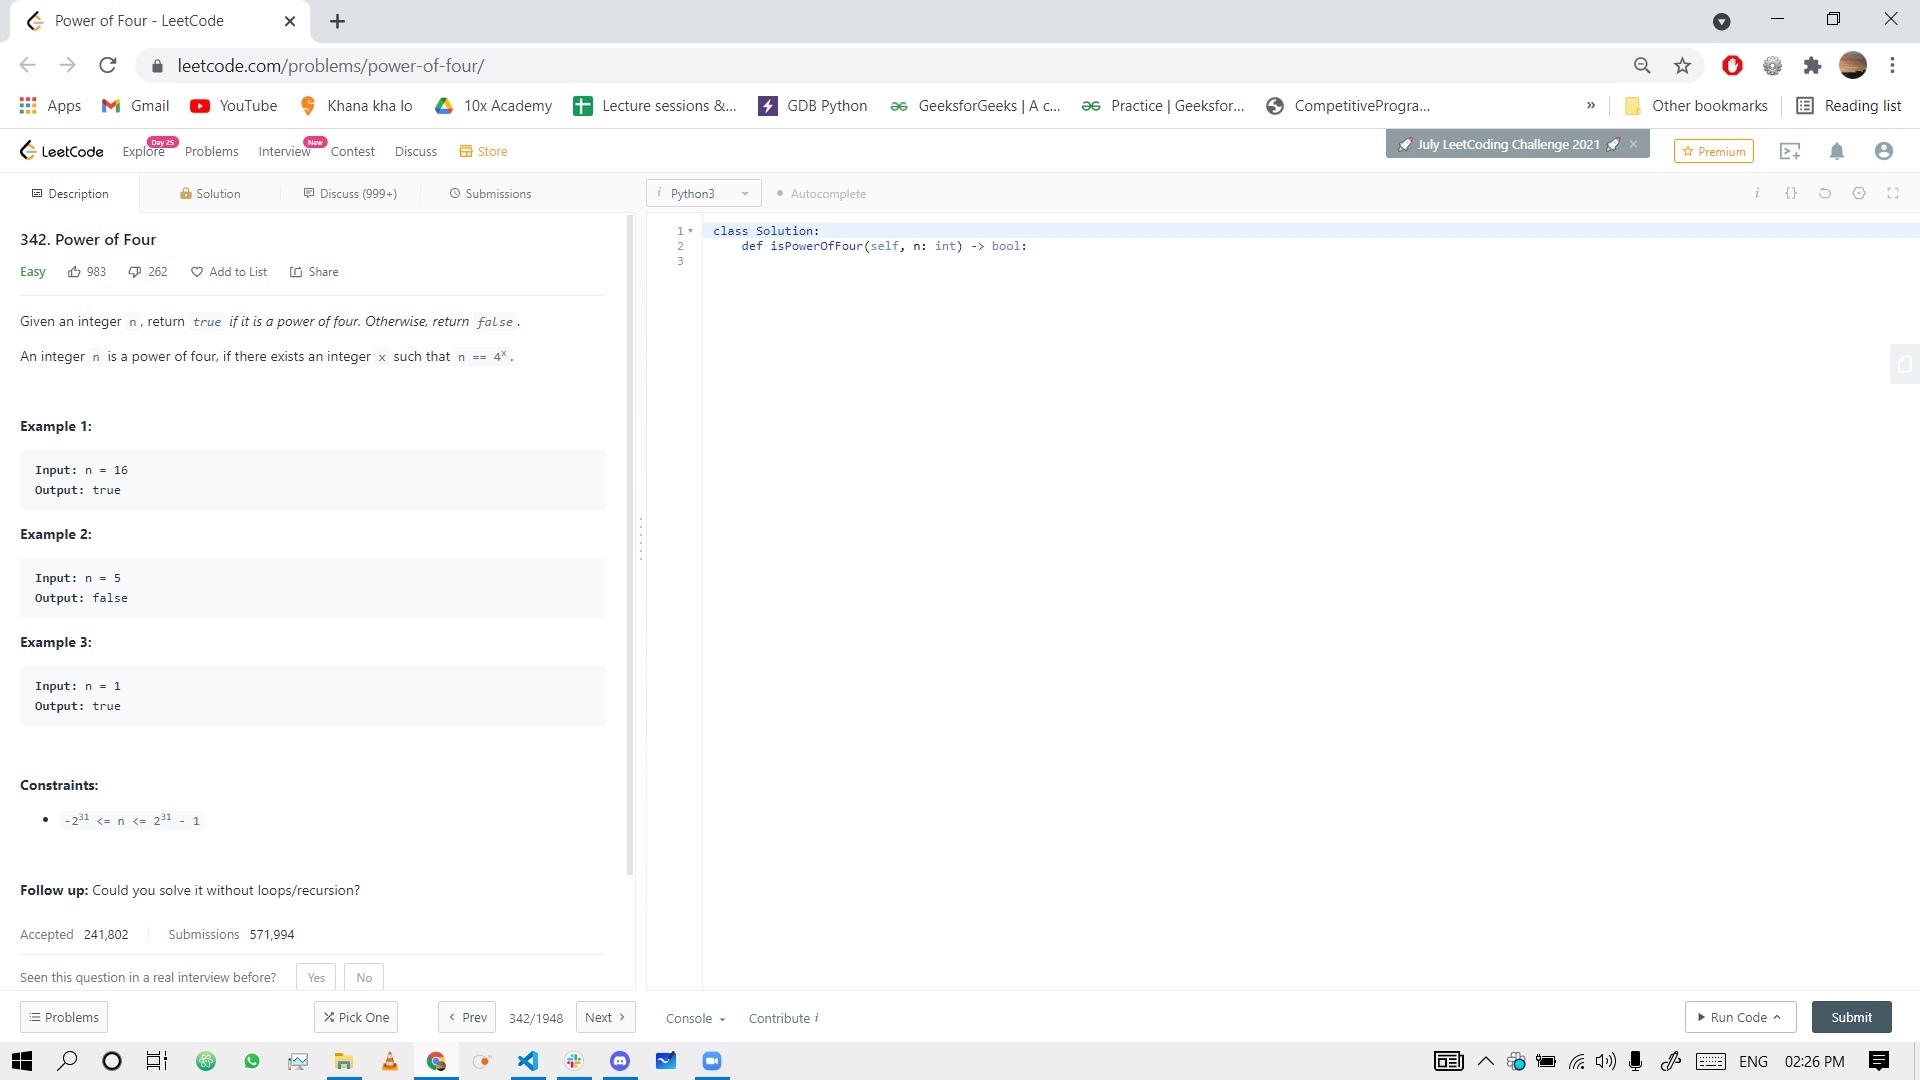 Power of Four - LeetCode
leetcode.com/problems/power-of-four/
Apps Gmail YouTube Khana kha lo 10x Academy Lecture sessions &... GDB Python GeeksforGeeks | A c... Practice | Geeksfor... CompetitiveProgra... » Other bookmarks Reading list
LeetCode Explore Day 25 Problems Interview New Contest Discuss Store July LeetCoding Challenge 2021 Premium
Description Solution Discuss (999+) Submissions i Python3 Autocomplete i {}
342. Power of Four
Easy 983 262 Add to List Share
Given an integer n, return true if it is a power of four. Otherwise, return false.
An integer n is a power of four, if there exists an integer x such that n == 4ˣ.
Example 1:
Input: n = 16
Output: true
Example 2:
Input: n = 5
Output: false
Example 3:
Input: n = 1
Output: true
Constraints:
• -2³¹ <= n <= 2³¹ - 1
Follow up: Could you solve it without loops/recursion?
Accepted 241,802 Submissions 571,994
Seen this question in a real interview before? Yes No
1 class Solution:
2 def isPowerOfFour(self, n: int) -> bool:
3
Problems Pick One Prev 342/1948 Next Console Contribute i Run Code Submit
ENG 02:26 PM